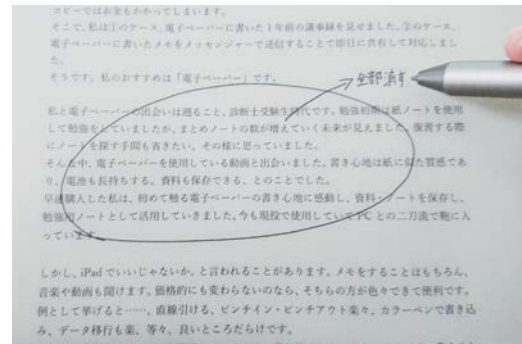 コピーではお金もかかってしまいます。
そこで、私は①のケース、電子ペーパーに書いた1年前の議事録を見せました。②のケース、
電子ペーパーに書いたメモをメッセンジャーで送信することで即日に共有して対応しまし
た。
そうです。私のおすすめは「電子ペーパー」です。
全部消す
私と電子ペーパーの出会いは遡ること、診断士受験生時代です。勉強初期は紙ノートを使用
して勉強をしていましたが、まとめノートの数が増えていく未来が見えました。復習する際
にノートを探す手間も省きたい。その様に思っていました。
そんな中、電子ペーパーを使用している動画と出会いました。書き心地は紙に似た質感であ
り、電池も長持ちする。資料も保存できる、とのことでした。
早速購入した私は、初めて触る電子ペーパーの書き心地に感動し、資料・ノートを保存し、
勉強用ノートとして活用していきました。今も現役で使用していてPCとの二刀流で鞄に入
っています。
しかし、iPadでいいじゃないか。と言われることがあります。メモをすることはもちろん、
音楽や動画も聞けます。価格的にも変わらないのなら、そちらの方が色々できて便利です。
例として挙げると……、直線引ける、ピンチイン・ピンチアウト楽々、カラーペンで書き込
み、データ移行も楽、等々、良いところだらけです。